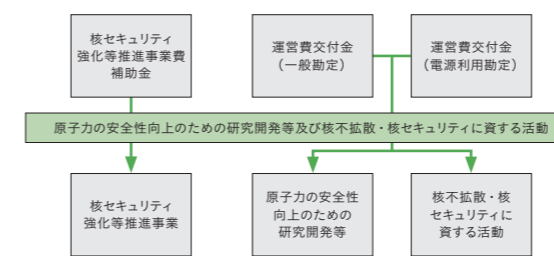 核セキュリティ
強化等推進事業費
補助金
運営費交付金
（一般勘定）
運営費交付金
（電源利用勘定）
原子力の安全性向上のための研究開発等及び核不拡散・核セキュリティに資する活動
核セキュリティ
強化等推進事業
原子力の安全性
向上のための
研究開発等
核不拡散・核
セキュリティに
資する活動